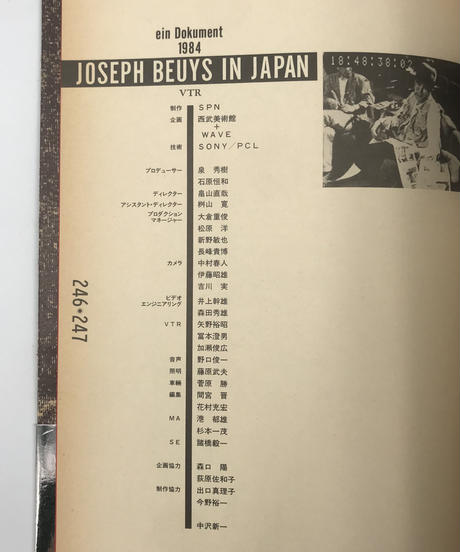 ein Dokument
1984
JOSEPH BEUYS IN JAPAN
18:48:38:02
VTR
制作 SPN
企画 西武美術館
+
WAVE
技術 SONY/PCL
プロデューサー 泉 秀樹
石原恒和
ディレクター 畠山直哉
アシスタント・ディレクター 桝山 寛
プロダクション
マネージャー 大倉重俊
松原 洋
新野敏也
長峰貴博
カメラ 中村春人
伊藤昭雄
吉川 実
ビデオ
エンジニアリング 井上幹雄
森田秀雄
VTR 矢野裕昭
冨本澄男
加瀬俊広
音声 野口俊一
照明 藤原武夫
車輛 菅原 勝
編集 間宮 晋
花村充宏
MA 港 郁雄
杉本一茂
SE 諸橋毅一
企画協力 森口 陽
萩原佐和子
制作協力 出口真理子
今野裕一
中沢新一
246*247